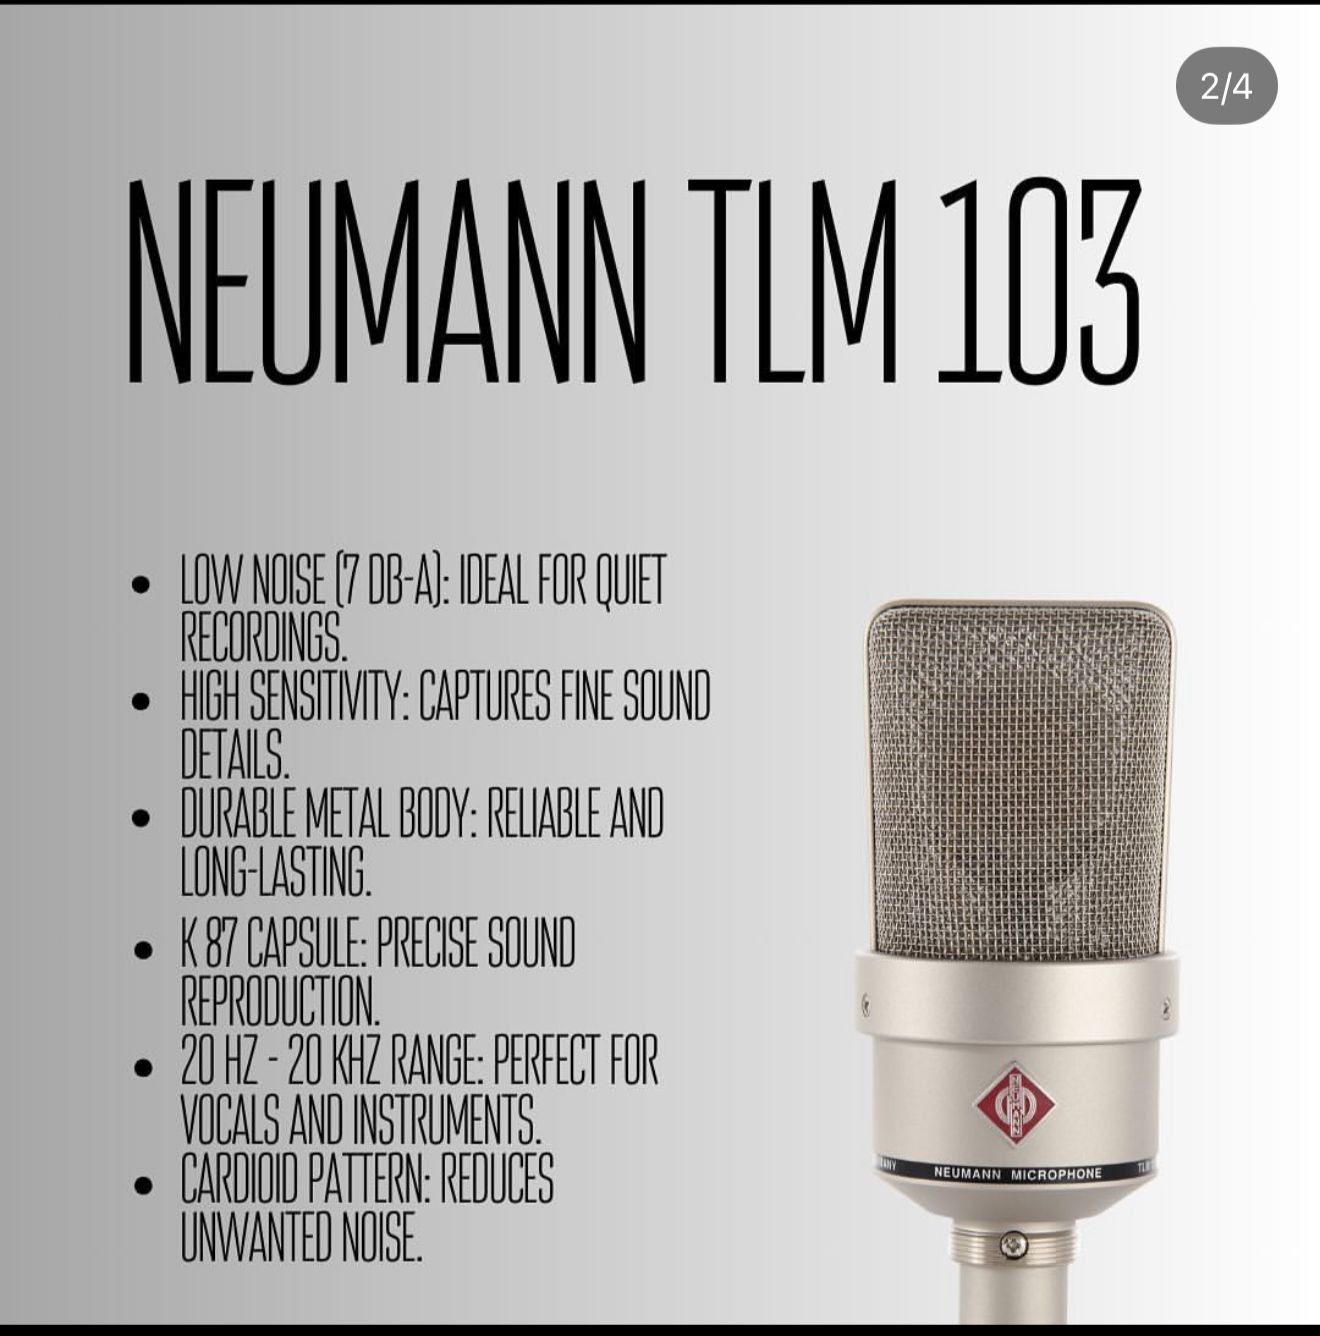 2/4
NEUMANN TLM 103
• LOW NOISE (7 DB-A): IDEAL FOR QUIET
RECORDINGS.
• HIGH SENSITIVITY: CAPTURES FINE SOUND
DETAILS.
• DURABLE METAL BODY: RELIABLE AND
LONG-LASTING.
• K 87 CAPSULE: PRECISE SOUND
REPRODUCTION.
• 20 HZ - 20 KHZ RANGE: PERFECT FOR
VOCALS AND INSTRUMENTS.
• CARDIOID PATTERN: REDUCES
UNWANTED NOISE.
NEUMANN
NEUMANN MICROPHONE